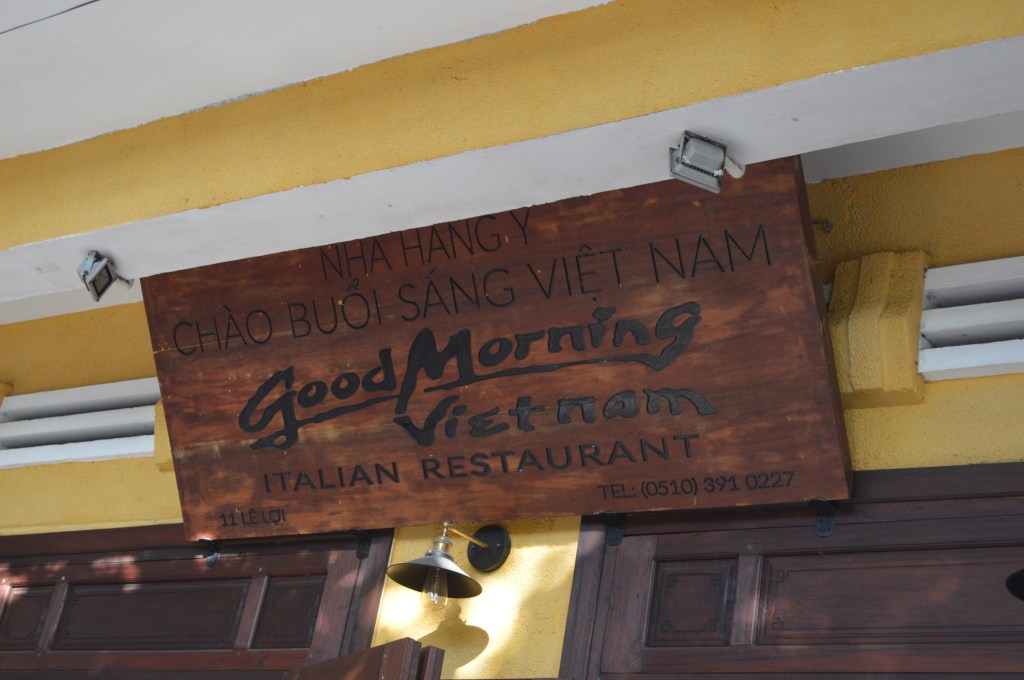 NHÀ HÀNG Ý
CHÀO BUỔI SÁNG VIỆT NAM
Good Morning
Vietnam
ITALIAN RESTAURANT
TEL: (0510) 391 0227
11 LÊ LỢI